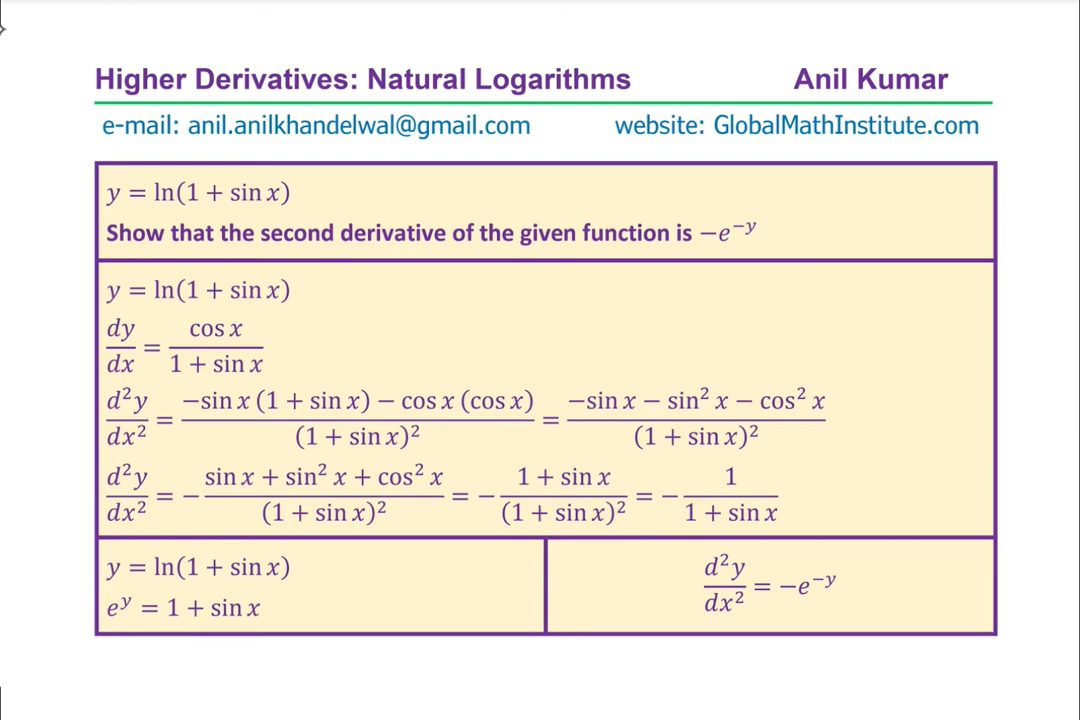 Higher Derivatives: Natural Logarithms Anil Kumar
e-mail: anil.anilkhandelwal@gmail.com website: GlobalMathInstitute.com
y = ln(1 + sin x)
Show that the second derivative of the given function is −e^{−y}
y = ln(1 + sin x)
dy/dx = cos x / (1 + sin x)
d²y/dx² = (−sin x (1 + sin x) − cos x (cos x)) / (1 + sin x)² = (−sin x − sin² x − cos² x) / (1 + sin x)²
d²y/dx² = − (sin x + sin² x + cos² x) / (1 + sin x)² = − (1 + sin x) / (1 + sin x)² = − 1 / (1 + sin x)
y = ln(1 + sin x)
e^y = 1 + sin x
d²y/dx² = −e^{−y}